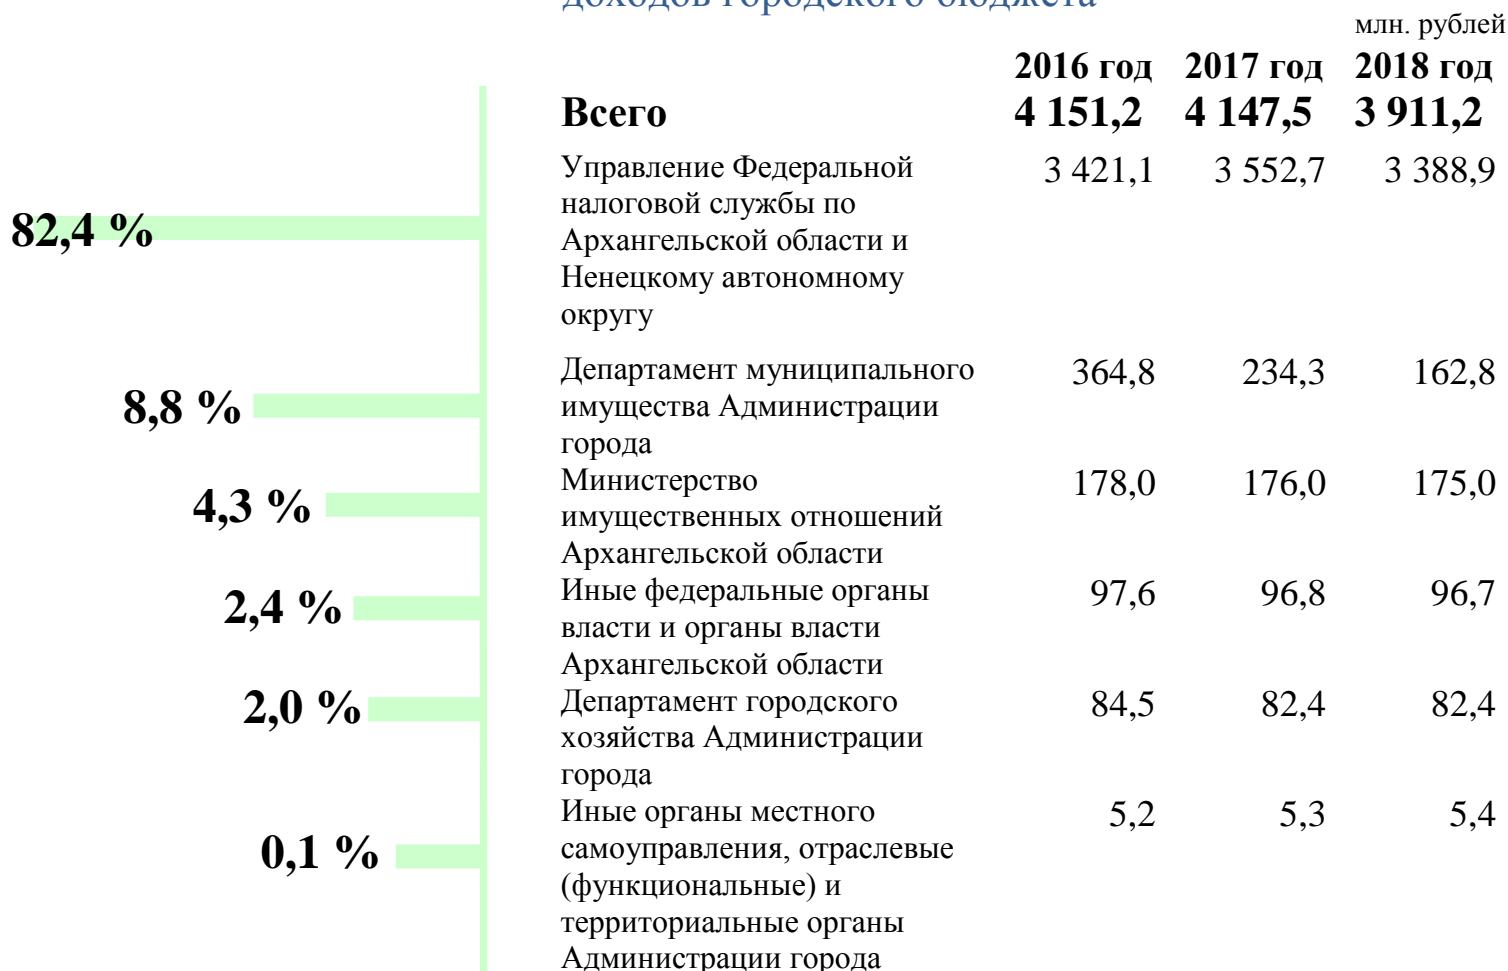 доходов городского бюджета
млн. рублей
2016 год 2017 год 2018 год
Всего 4 151,2 4 147,5 3 911,2
Управление Федеральной 3 421,1 3 552,7 3 388,9
налоговой службы по
82,4 % Архангельской области и
Ненецкому автономному
округу
Департамент муниципального 364,8 234,3 162,8
8,8 % имущества Администрации
города
Министерство 178,0 176,0 175,0
4,3 % имущественных отношений
Архангельской области
Иные федеральные органы 97,6 96,8 96,7
2,4 % власти и органы власти
Архангельской области
2,0 % Департамент городского 84,5 82,4 82,4
хозяйства Администрации
города
Иные органы местного 5,2 5,3 5,4
0,1 % самоуправления, отраслевые
(функциональные) и
территориальные органы
Администрации города